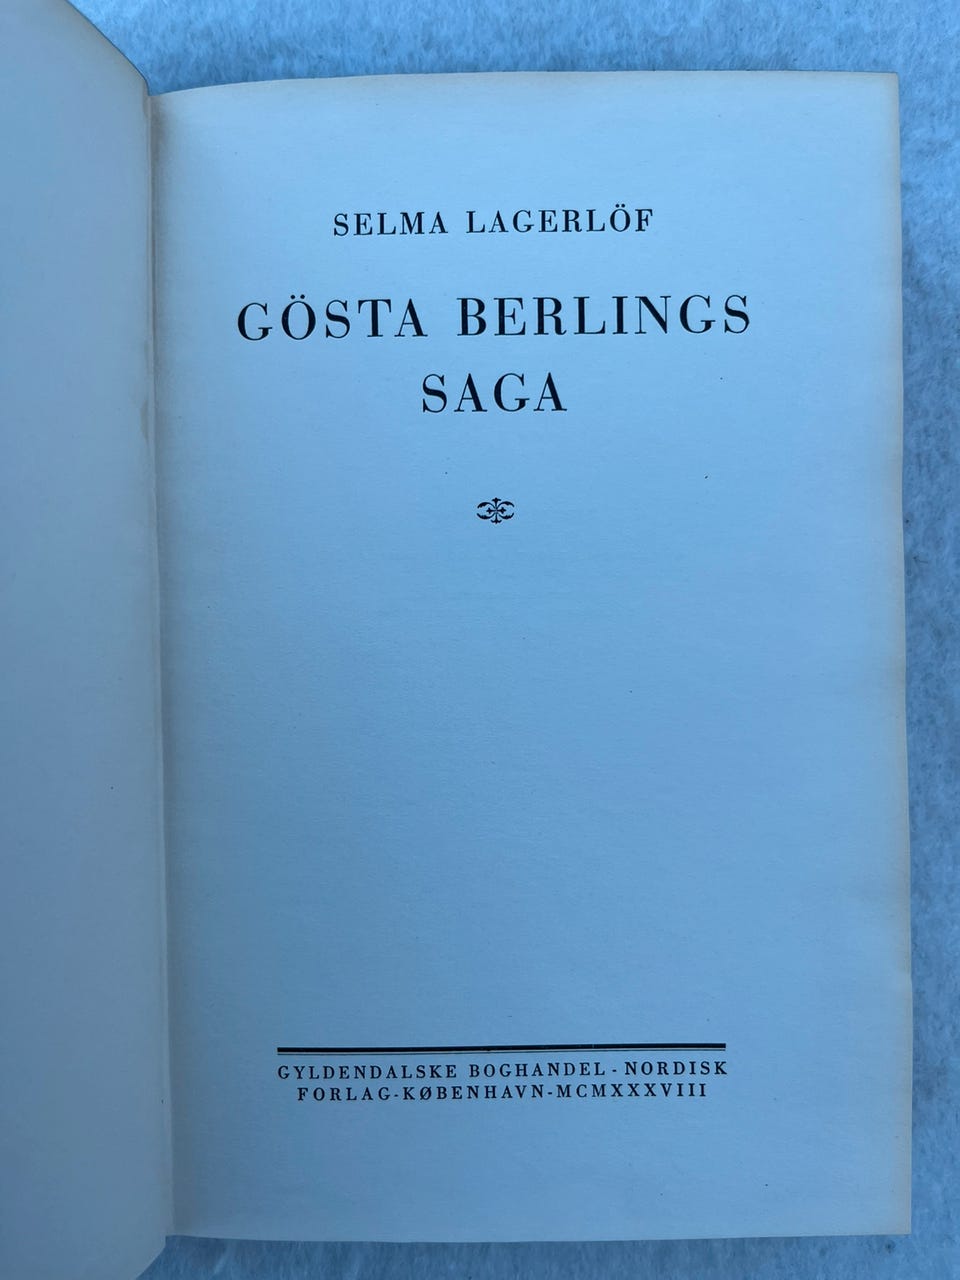 SELMA LAGERLÖF
GÖSTA BERLINGS
SAGA
GYLDENDALSKE BOGHANDEL - NORDISK
FORLAG-KØBENHAVN-MCMXXXVIII